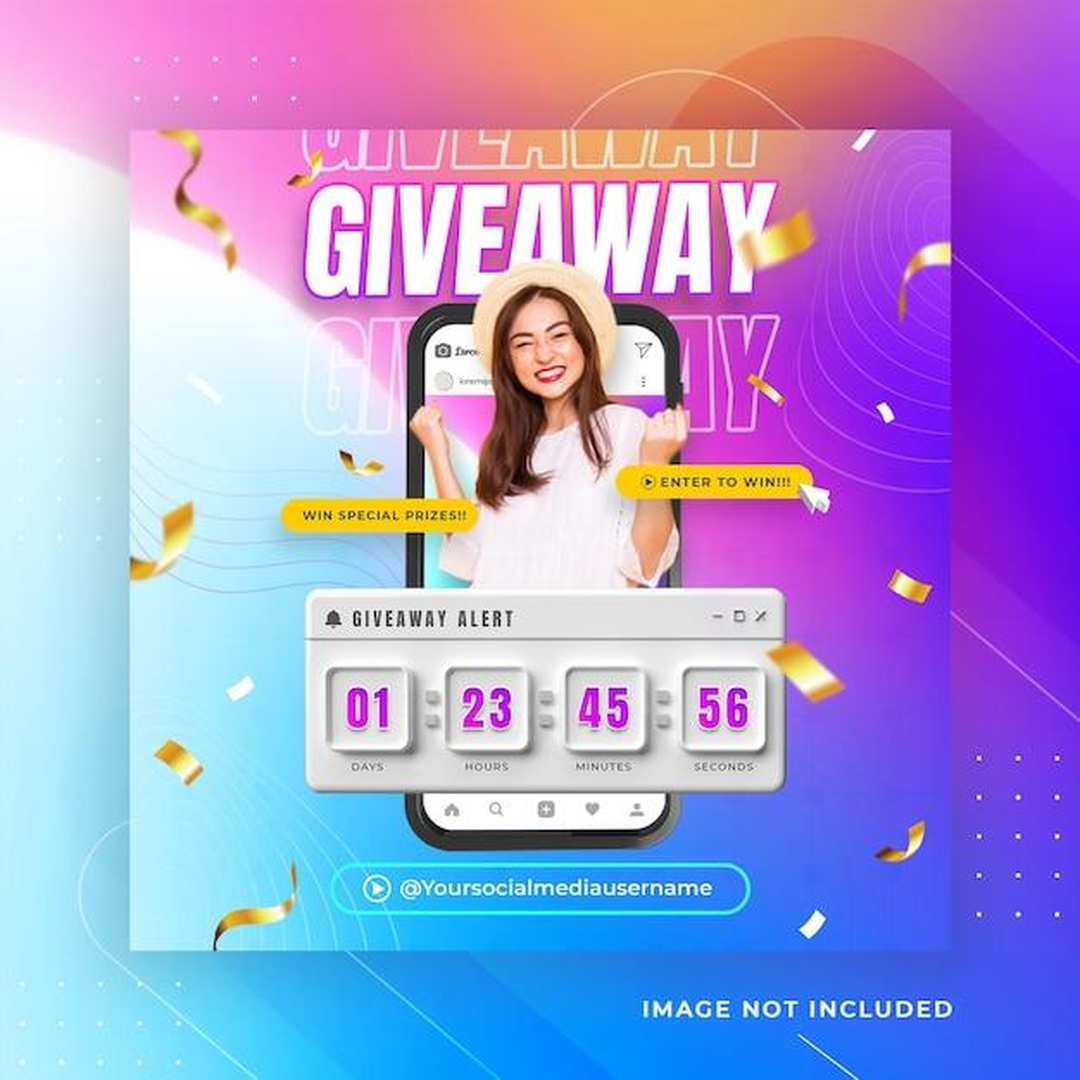 GIVEAWAY
GIVEAWAY
WIN SPECIAL PRIZES!!
ENTER TO WIN!!!
GIVEAWAY ALERT
01 23 45 56
DAYS HOURS MINUTES SECONDS
@Yoursocialmediausername
IMAGE NOT INCLUDED